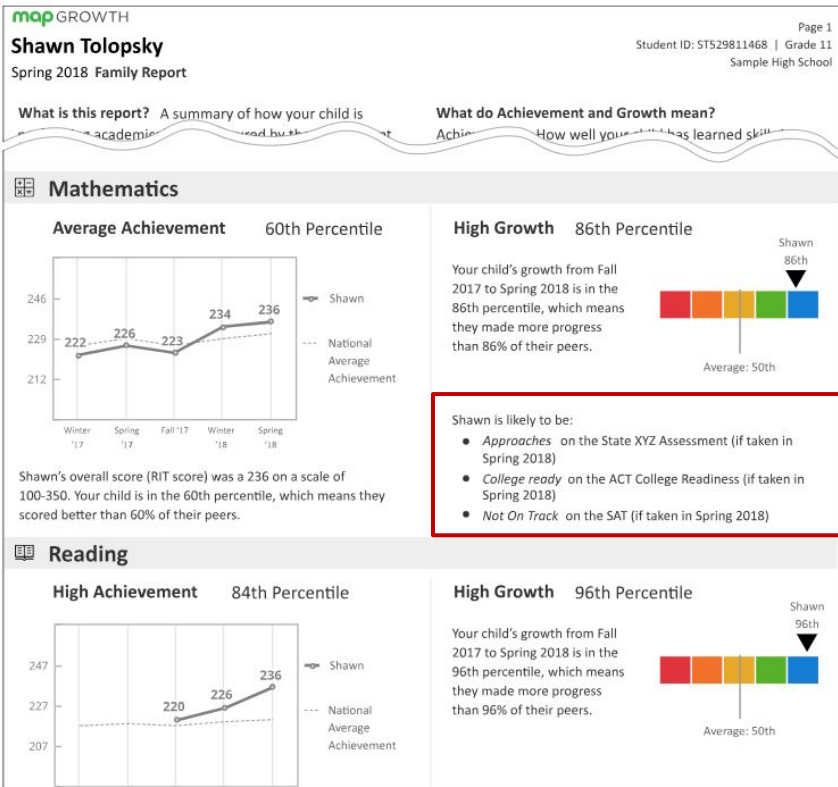 map GROWTH
Page 1
Shawn Tolopsky
Student ID: ST529811468 | Grade 11
Spring 2018 Family Report
Sample High School
What is this report? A summary of how your child is
What do Achievement and Growth mean?
How well your child has learned
Mathematics
Average Achievement 60th Percentile
246
229
212
222
226
223
234
236
Shawn
National
Average
Achievement
Winter '17
Spring '17
Fall '17
Winter '18
Spring '18
Shawn's overall score (RIT score) was a 236 on a scale of
100-350. Your child is in the 60th percentile, which means they
scored better than 60% of their peers.
High Growth 86th Percentile
Your child's growth from Fall
2017 to Spring 2018 is in the
86th percentile, which means
they made more progress
than 86% of their peers.
Shawn
86th
Average: 50th
Shawn is likely to be:
• Approaches on the State XYZ Assessment (if taken in
Spring 2018)
• College ready on the ACT College Readiness (if taken in
Spring 2018)
• Not On Track on the SAT (if taken in Spring 2018)
Reading
High Achievement 84th Percentile
247
227
207
220
226
236
Shawn
National
Average
Achievement
High Growth 96th Percentile
Your child's growth from Fall
2017 to Spring 2018 is in the
96th percentile, which means
they made more progress
than 96% of their peers.
Shawn
96th
Average: 50th